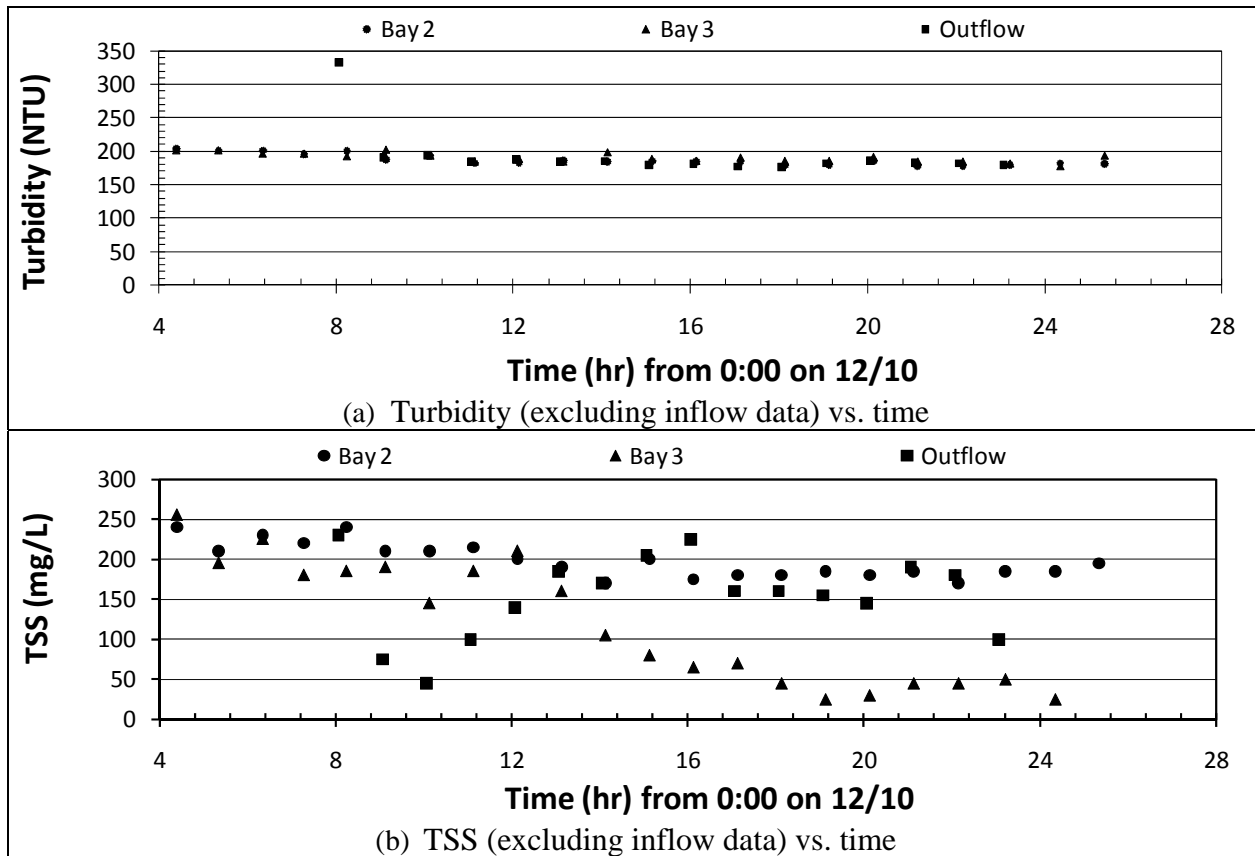 Bay 2 Bay 3 Outflow
350
300
250
200
150
100
50
0
Turbidity (NTU)
4 8 12 16 20 24 28
Time (hr) from 0:00 on 12/10
(a) Turbidity (excluding inflow data) vs. time
Bay 2 Bay 3 Outflow
300
250
200
150
100
50
0
TSS (mg/L)
4 8 12 16 20 24 28
Time (hr) from 0:00 on 12/10
(b) TSS (excluding inflow data) vs. time